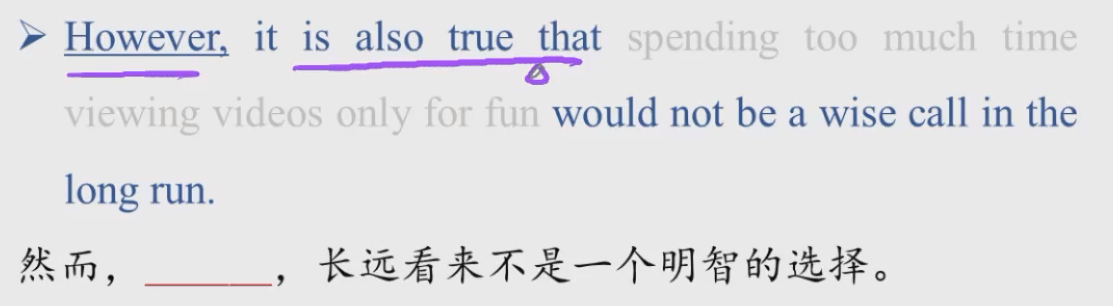 ➢ However, it is also true that spending too much time
viewing videos only for fun would not be a wise call in the
long run.
然而，______，长远看来不是一个明智的选择。